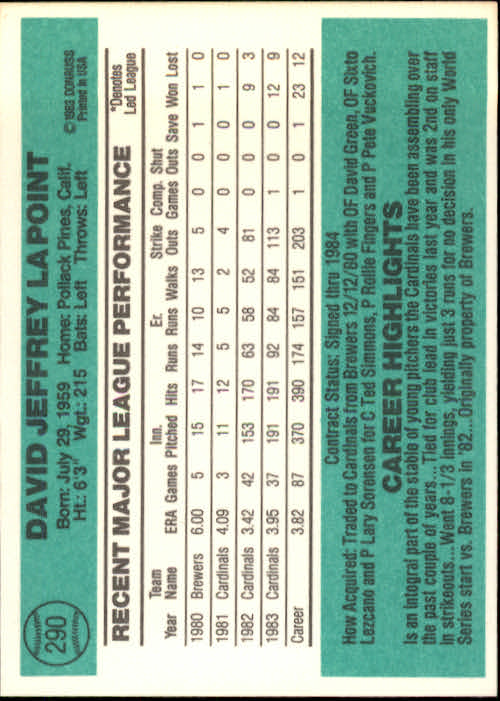 290
DAVID JEFFREY LA POINT
Born: July 29, 1959 Home: Pollack Pines, Calif.
Ht.: 6'3" Wgt.: 215 Bats: Left Throws: Left
© 1983 DONRUSS
Printed in USA
RECENT MAJOR LEAGUE PERFORMANCE
*Denotes
Led League
Team Inn. Er. Strike Comp. Shut
Year Name ERA Games Pitched Hits Runs Runs Walks Outs Games Outs Save Won Lost
1980 Brewers 6.00 5 15 17 14 10 13 5 0 0 1 1 0
1981 Cardinals 4.09 3 11 12 5 5 2 4 0 0 0 1 0
1982 Cardinals 3.42 42 153 170 63 58 52 81 0 0 0 9 3
1983 Cardinals 3.95 37 191 191 92 84 84 113 1 0 0 12 9
Career 3.82 87 370 390 174 157 151 203 1 0 1 23 12
Contract Status: Signed thru 1984
How Acquired: Traded to Cardinals from Brewers 12/12/80 with OF David Green, OF Sixto
Lezcano and P Lary Sorensen for C Ted Simmons, P Rollie Fingers and P Pete Vuckovich.
CAREER HIGHLIGHTS
Is an integral part of the stable of young pitchers the Cardinals have been assembling over
the past couple of years...Tied for club lead in victories last year and was 2nd on staff
in strikeouts...Went 8-1/3 innings, yielding just 3 runs for no decision in his only World
Series start vs. Brewers in '82...Originally property of Brewers.